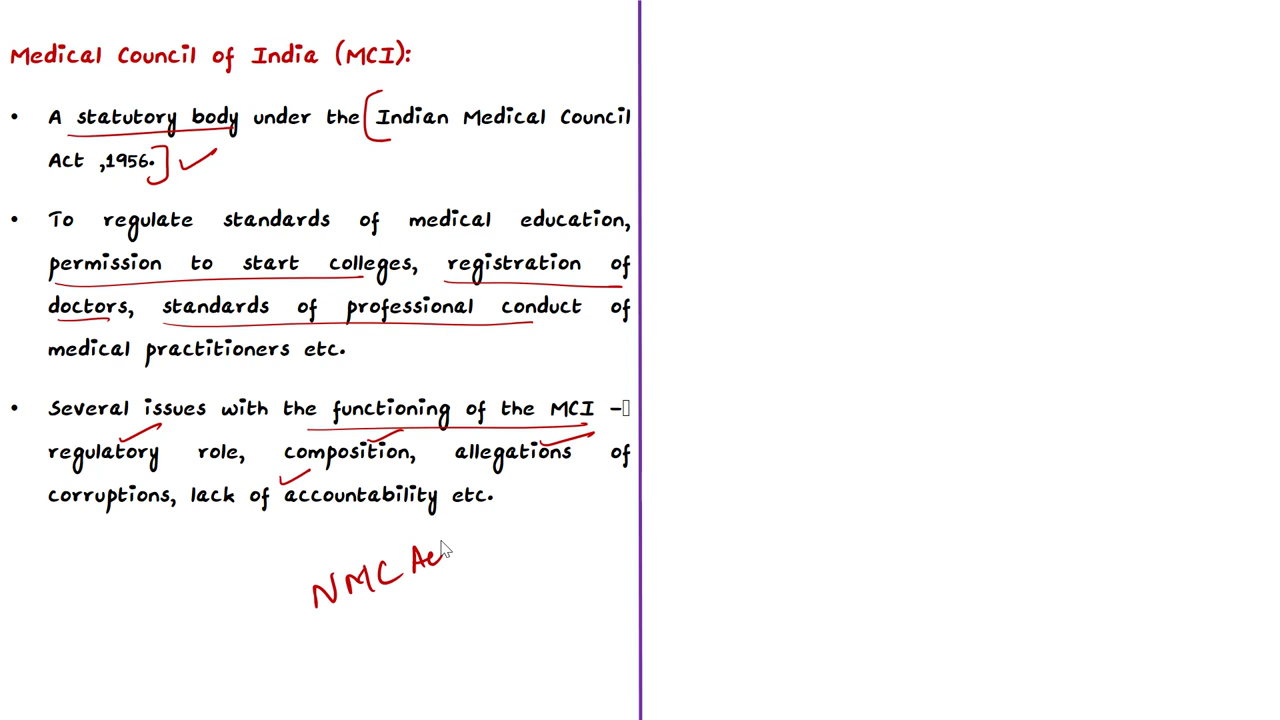 Medical Council of India (MCI):
• A statutory body under the Indian Medical Council
Act ,1956.
• To regulate standards of medical education,
permission to start colleges, registration of
doctors, standards of professional conduct of
medical practitioners etc.
• Several issues with the functioning of the MCI –
regulatory role, composition, allegations of
corruptions, lack of accountability etc.
NMC Ac